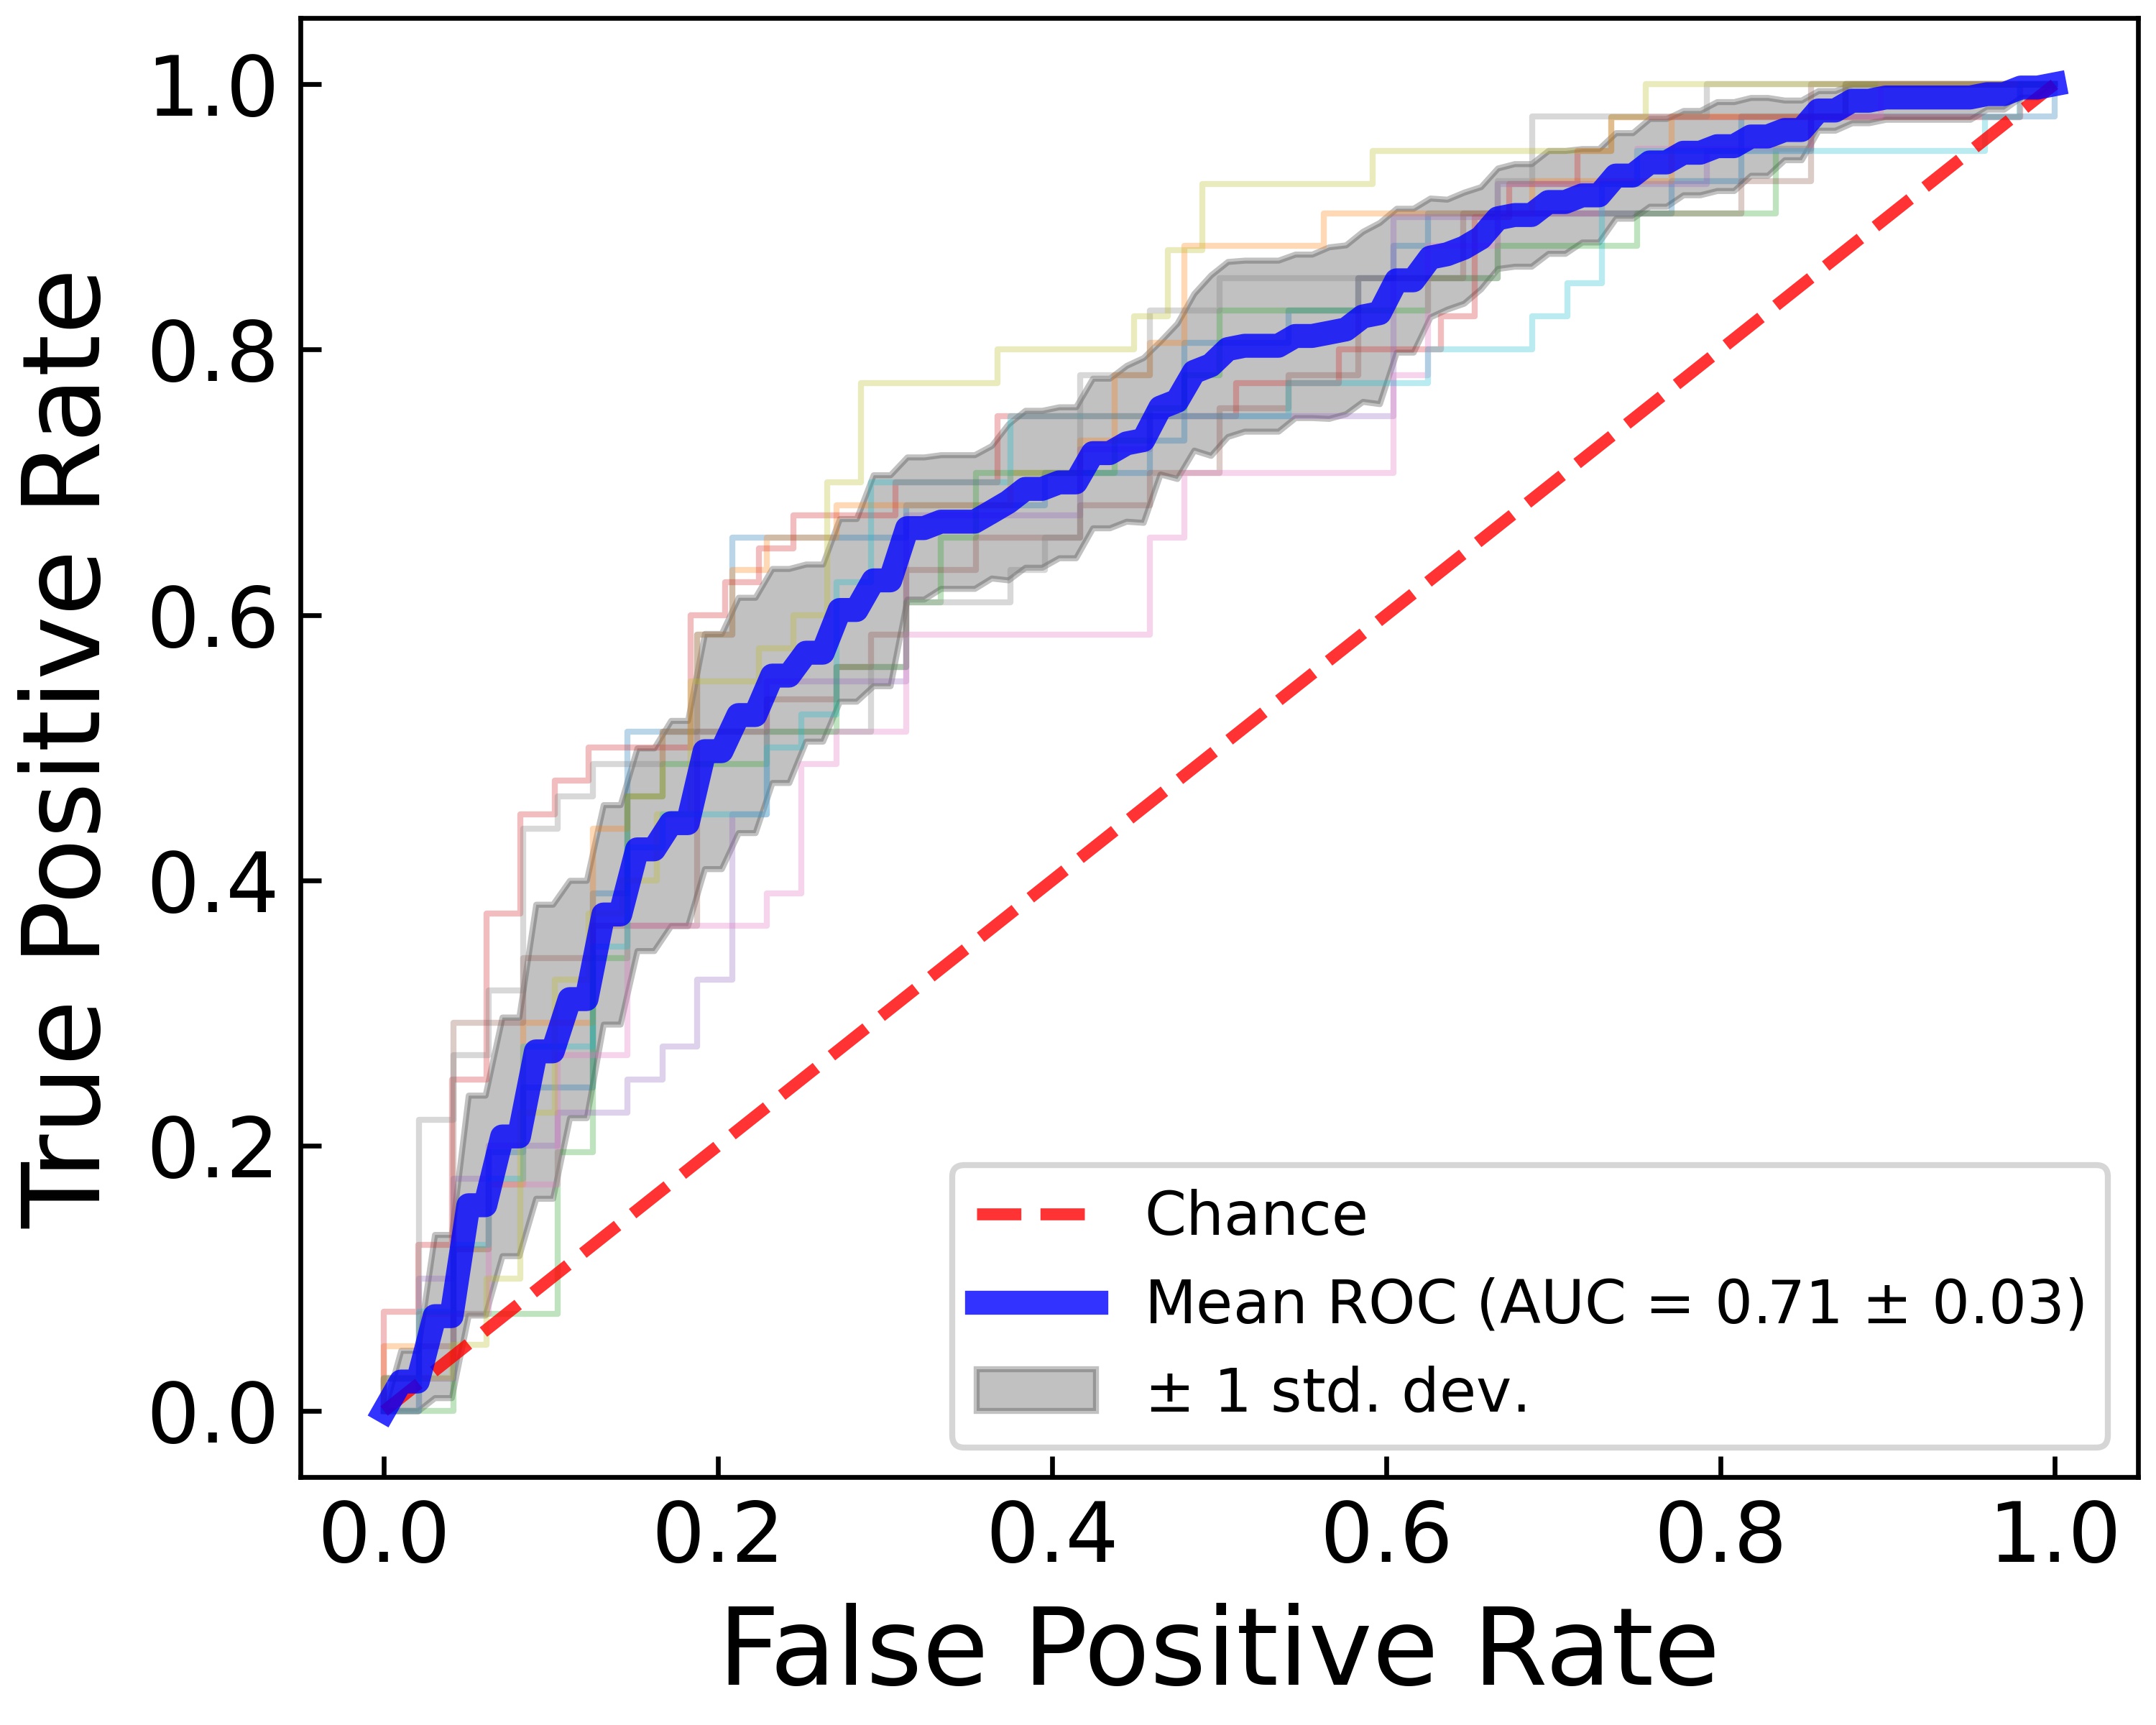 True Positive Rate
1.0
0.8
0.6
0.4
0.2
0.0
Chance
Mean ROC (AUC = 0.71 ± 0.03)
± 1 std. dev.
0.0 0.2 0.4 0.6 0.8 1.0
False Positive Rate